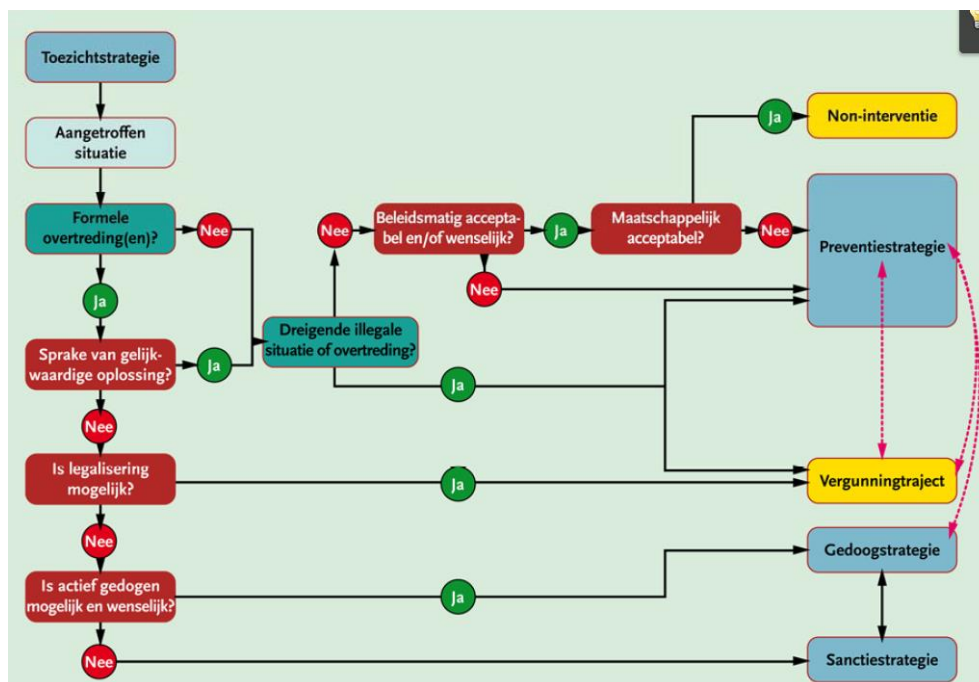 Toezichtstrategie
Aangetroffen
situatie
Formele
overtreding(en)?
Nee
Ja
Sprake van gelijk-
waardige oplossing?
Ja
Nee
Is legalisering
mogelijk?
Ja
Nee
Is actief gedogen
mogelijk en wenselijk?
Ja
Nee
Dreigende illegale
situatie of overtreding?
Nee
Ja
Beleidsmatig accepta-
bel en/of wenselijk?
Ja
Nee
Maatschappelijk
acceptabel?
Ja
Nee
Non-interventie
Preventiestrategie
Vergunningtraject
Gedoogstrategie
Sanctiestrategie